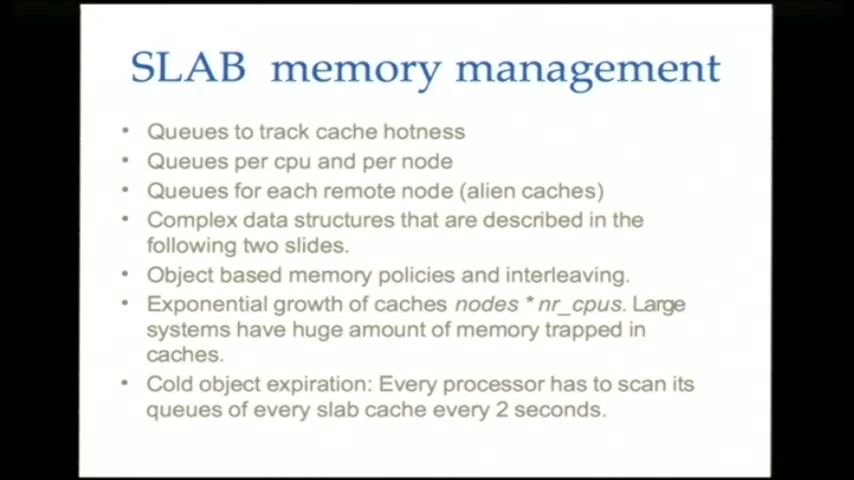 SLAB memory management
• Queues to track cache hotness
• Queues per cpu and per node
• Queues for each remote node (alien caches)
• Complex data structures that are described in the
following two slides.
• Object based memory policies and interleaving.
• Exponential growth of caches nodes * nr_cpus. Large
systems have huge amount of memory trapped in
caches.
• Cold object expiration: Every processor has to scan its
queues of every slab cache every 2 seconds.